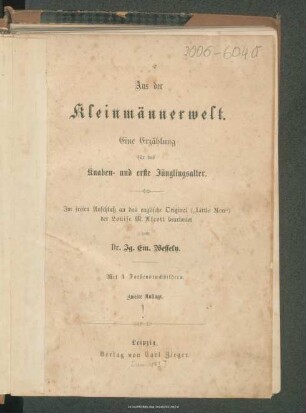 3006-604 a
Aus der
Kleinmännerwelt.
Eine Erzählung
für das
Knaben- und erste Jünglingsalter.
Im freien Anschluß an das englische Original („Little Men“)
der Louise M. Alcott bearbeitet
von
Dr. Jg. Em. Wessely.
Mit 4 Farbendruckbildern.
Zweite Auflage.
Leipzig.
Verlag von Carl Zieger.